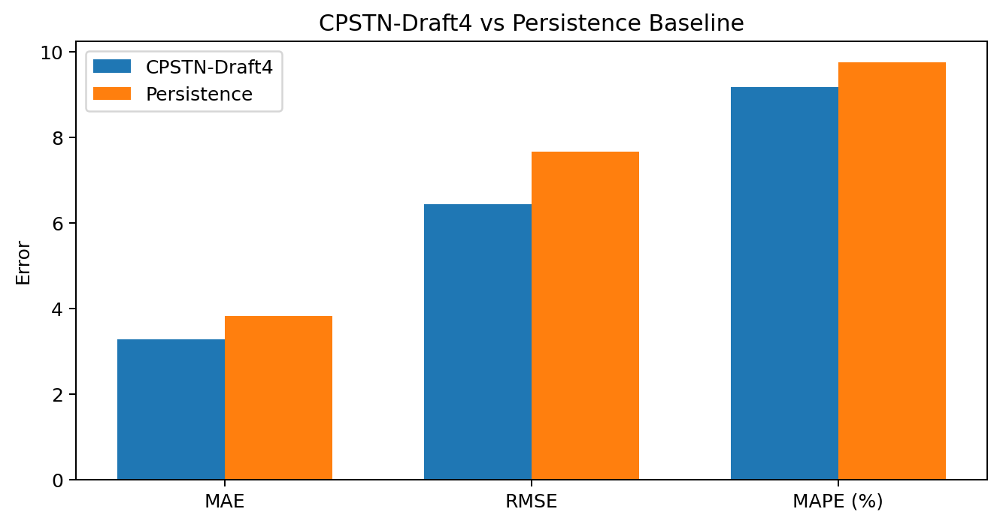 CPSTN-Draft4 vs Persistence Baseline
CPSTN-Draft4
Persistence
Error
10
8
6
4
2
0
MAE
RMSE
MAPE (%)